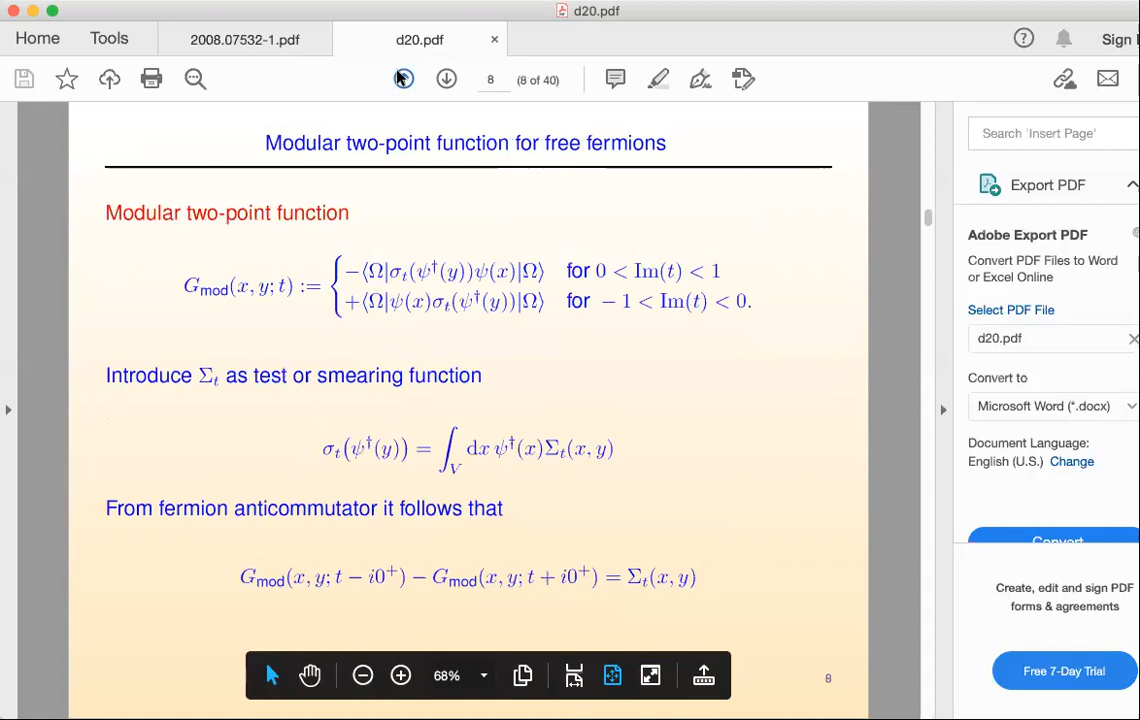 d20.pdf
Home Tools 2008.07532-1.pdf d20.pdf × Sign
8 (8 of 40)
Modular two-point function for free fermions
Modular two-point function
G_mod(x, y; t) := { −⟨Ω|σ_t(ψ†(y))ψ(x)|Ω⟩ for 0 < Im(t) < 1
+⟨Ω|ψ(x)σ_t(ψ†(y))|Ω⟩ for − 1 < Im(t) < 0.
Introduce Σ_t as test or smearing function
σ_t(ψ†(y)) = ∫_V dx ψ†(x)Σ_t(x, y)
From fermion anticommutator it follows that
G_mod(x, y; t − i0⁺) − G_mod(x, y; t + i0⁺) = Σ_t(x, y)
8
68%
Search 'Insert Page'
Export PDF
Adobe Export PDF
Convert PDF Files to Word
or Excel Online
Select PDF File
d20.pdf
Convert to
Microsoft Word (*.docx)
Document Language:
English (U.S.) Change
Convert
Create, edit and sign PDF
forms & agreements
Free 7-Day Trial